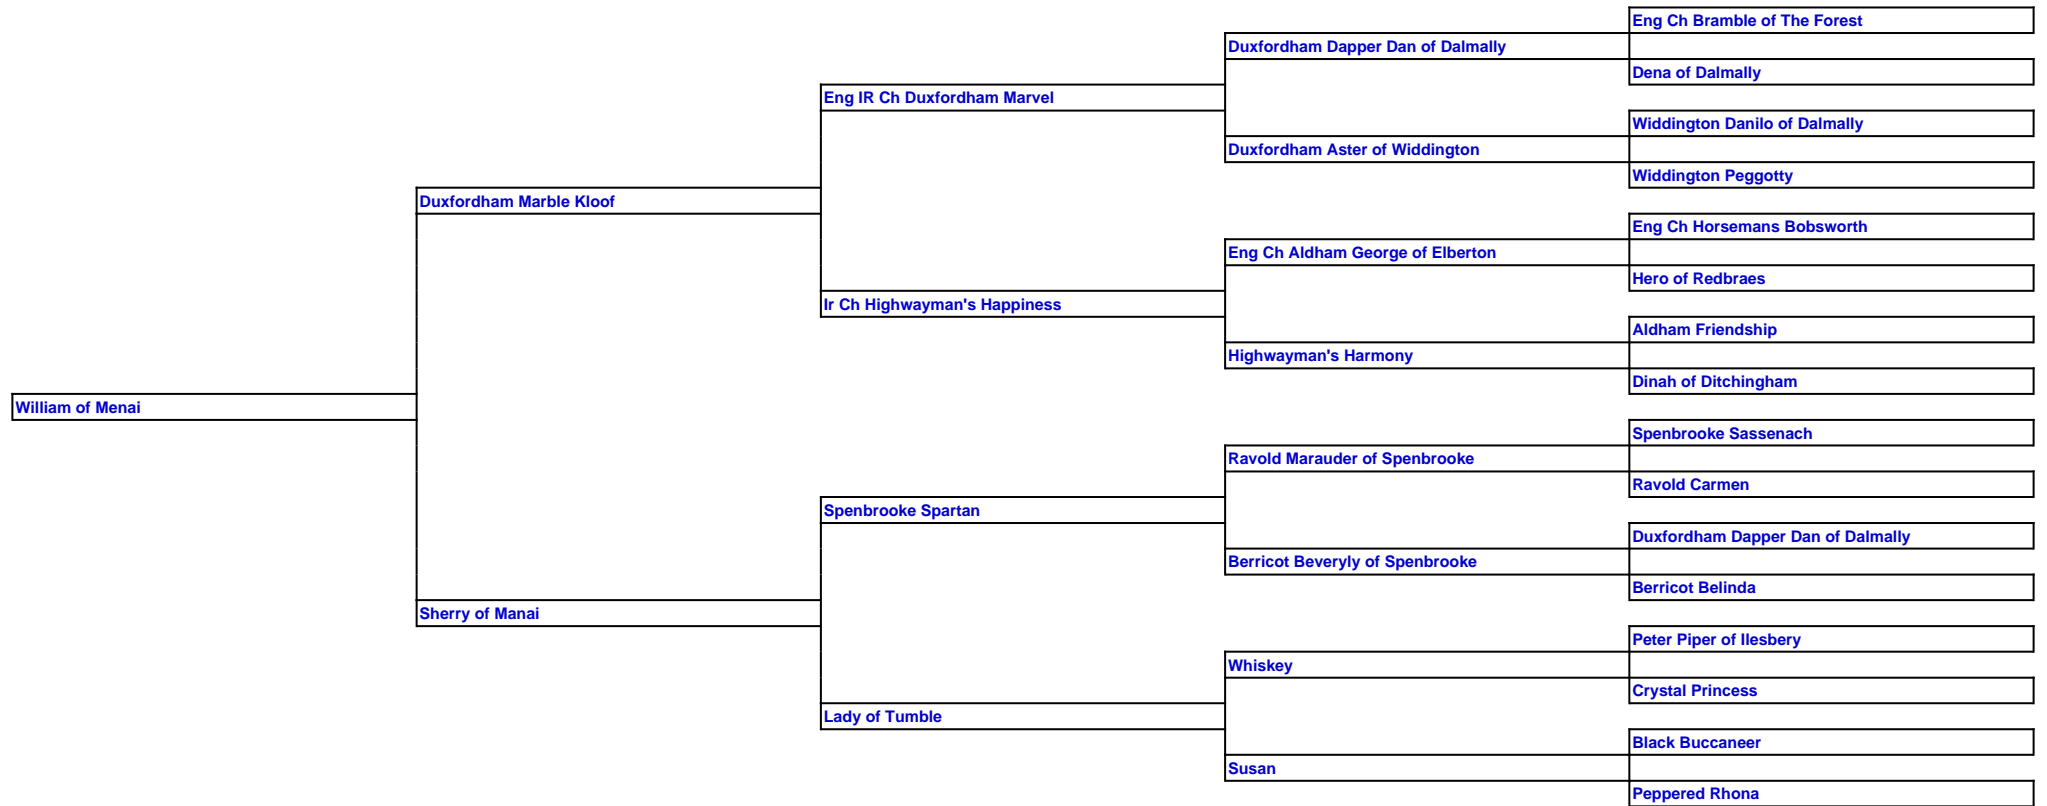 Eng Ch Bramble of The Forest
Duxfordham Dapper Dan of Dalmally
Dena of Dalmally
Eng IR Ch Duxfordham Marvel
Widdington Danilo of Dalmally
Duxfordham Aster of Widdington
Widdington Peggotty
Duxfordham Marble Kloof
Eng Ch Horsemans Bobsworth
Eng Ch Aldham George of Elberton
Hero of Redbraes
Ir Ch Highwayman's Happiness
Aldham Friendship
Highwayman's Harmony
Dinah of Ditchingham
William of Menai
Spenbrooke Sassenach
Ravold Marauder of Spenbrooke
Ravold Carmen
Spenbrooke Spartan
Duxfordham Dapper Dan of Dalmally
Berricot Beveryly of Spenbrooke
Berricot Belinda
Sherry of Manai
Peter Piper of Ilesbery
Whiskey
Crystal Princess
Lady of Tumble
Black Buccaneer
Susan
Peppered Rhona